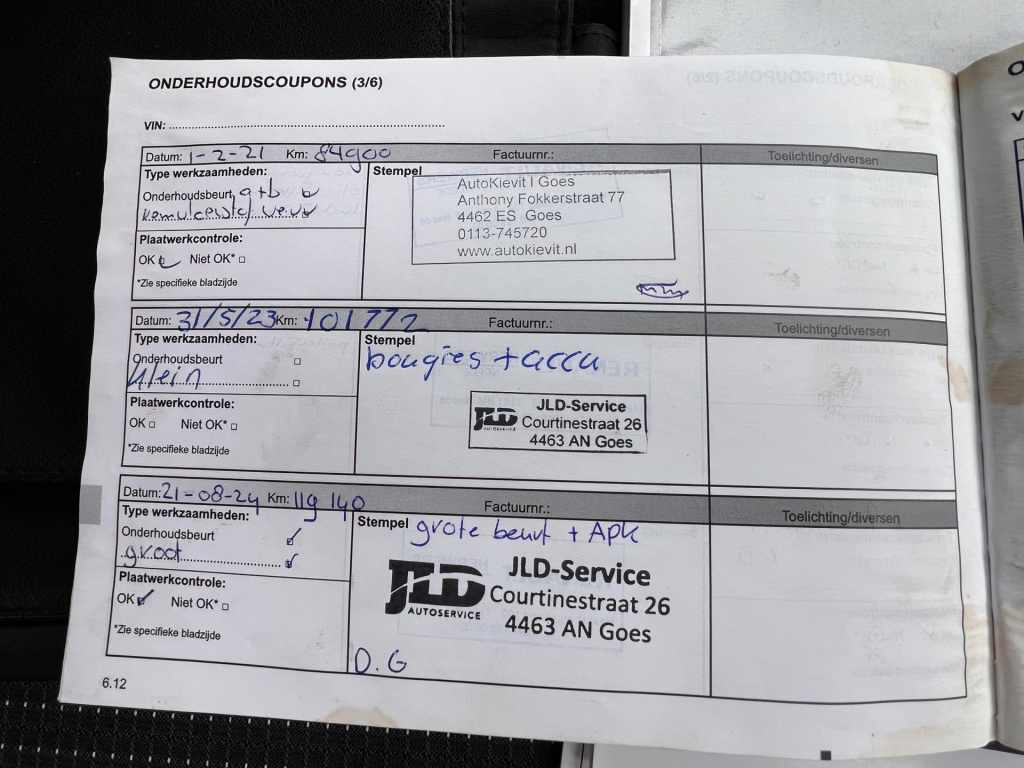 ONDERHOUDSCOUPONS (3/6)
VIN:
Datum: 1-2-21 Km: 84900 Factuurnr.: Toelichting/diversen
Type werkzaamheden:
Onderhoudsbeurt a+b
Plaatwerkcontrole:
OK Niet OK*
*Zie specifieke bladzijde
Stempel
AutoKievit I Goes
Anthony Fokkerstraat 77
4462 ES Goes
0113-745720
www.autokievit.nl
Datum: 31/5/23 Km: 101772 Factuurnr.: Toelichting/diversen
Type werkzaamheden:
Onderhoudsbeurt
klein
Plaatwerkcontrole:
OK Niet OK*
*Zie specifieke bladzijde
Stempel
bougies + accu
JLD AUTOSERVICE
JLD-Service
Courtinestraat 26
4463 AN Goes
Datum: 21-08-24 Km: 119 140 Factuurnr.: Toelichting/diversen
Type werkzaamheden:
Onderhoudsbeurt
groot
Plaatwerkcontrole:
OK Niet OK*
*Zie specifieke bladzijde
Stempel grote beurt + APK
JLD AUTOSERVICE
JLD-Service
Courtinestraat 26
4463 AN Goes
D.G
6.12